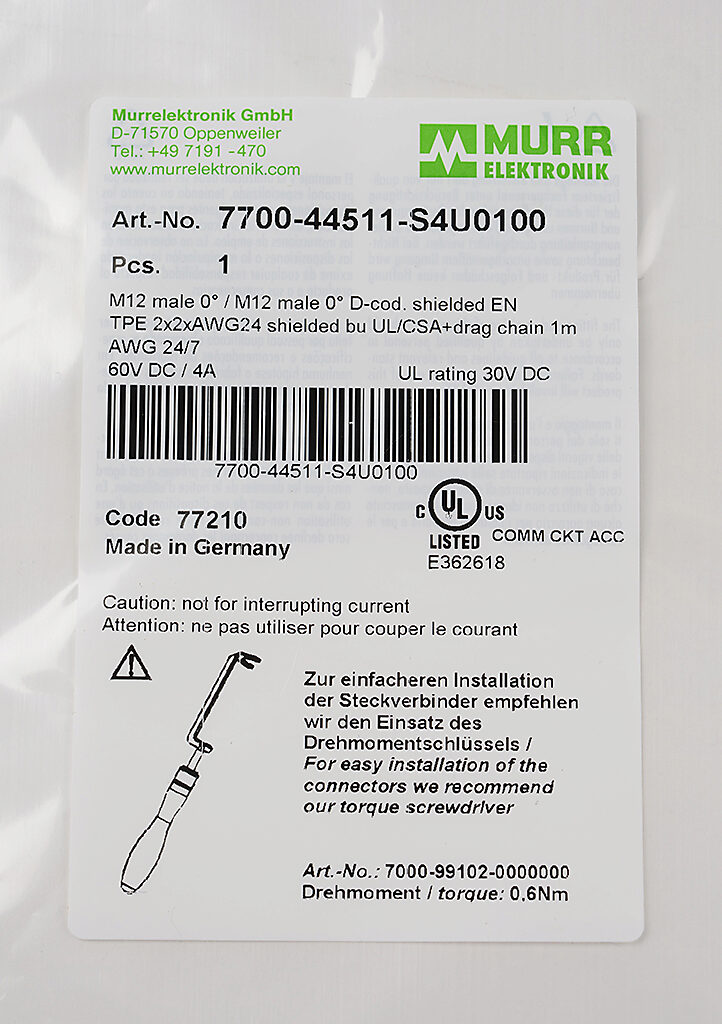 Murrelektronik GmbH
D-71570 Oppenweiler
Tel.: +49 7191 -470
www.murrelektronik.com
MURR
ELEKTRONIK
Art.-No. 7700-44511-S4U0100
Pcs. 1
M12 male 0° / M12 male 0° D-cod. shielded EN
TPE 2x2xAWG24 shielded bu UL/CSA+drag chain 1m
AWG 24/7
60V DC / 4A UL rating 30V DC
7700-44511-S4U0100
Code 77210
Made in Germany
C UL US
LISTED COMM CKT ACC
E362618
Caution: not for interrupting current
Attention: ne pas utiliser pour couper le courant
Zur einfacheren Installation
der Steckverbinder empfehlen
wir den Einsatz des
Drehmomentschlüssels /
For easy installation of the
connectors we recommend
our torque screwdriver
Art.-No.: 7000-99102-0000000
Drehmoment / torque: 0,6Nm